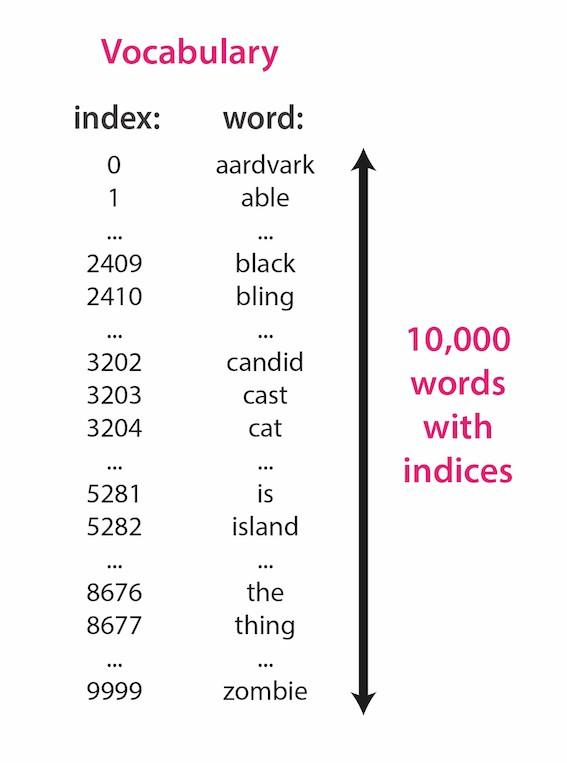 Vocabulary
index: word:
0 aardvark
1 able
... ...
2409 black
2410 bling
... ...
3202 candid
3203 cast
3204 cat
... ...
5281 is
5282 island
... ...
8676 the
8677 thing
... ...
9999 zombie
10,000
words
with
indices